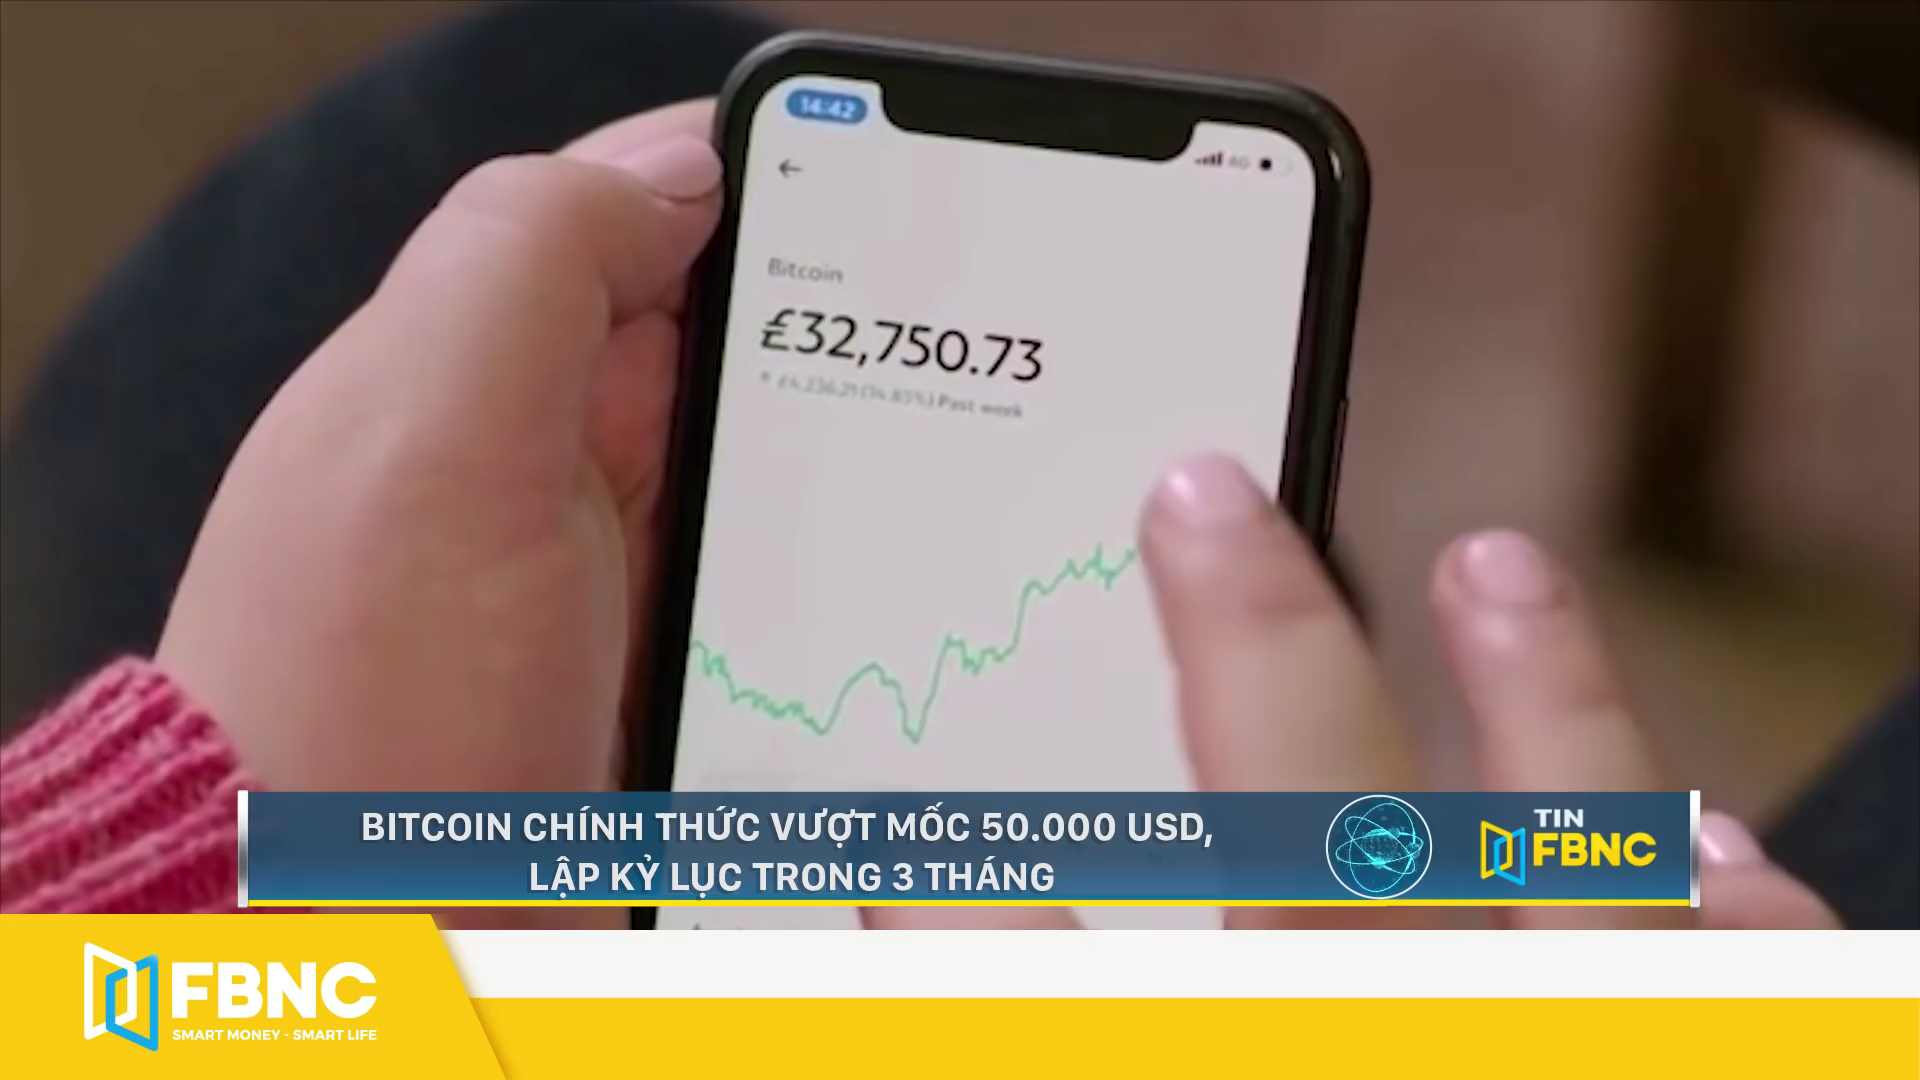 14:42
4G
Bitcoin
£32,750.73
Past week
BITCOIN CHÍNH THỨC VƯỢT MỐC 50.000 USD,
LẬP KỶ LỤC TRONG 3 THÁNG
TIN
FBNC
FBNC
SMART MONEY - SMART LIFE